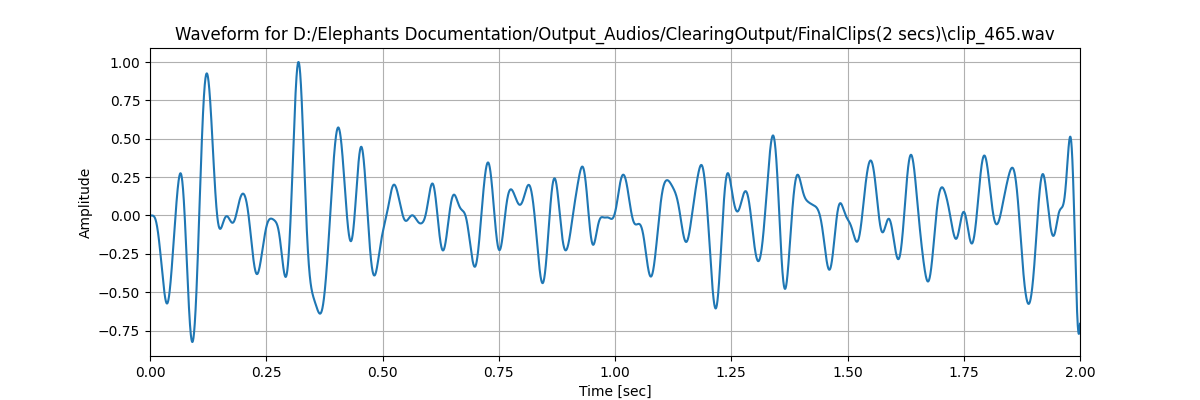 Waveform for D:/Elephants Documentation/Output_Audios/ClearingOutput/FinalClips(2 secs)\clip_465.wav
1.00
0.75
0.50
0.25
0.00
−0.25
−0.50
−0.75
Amplitude
0.00 0.25 0.50 0.75 1.00 1.25 1.50 1.75 2.00
Time [sec]